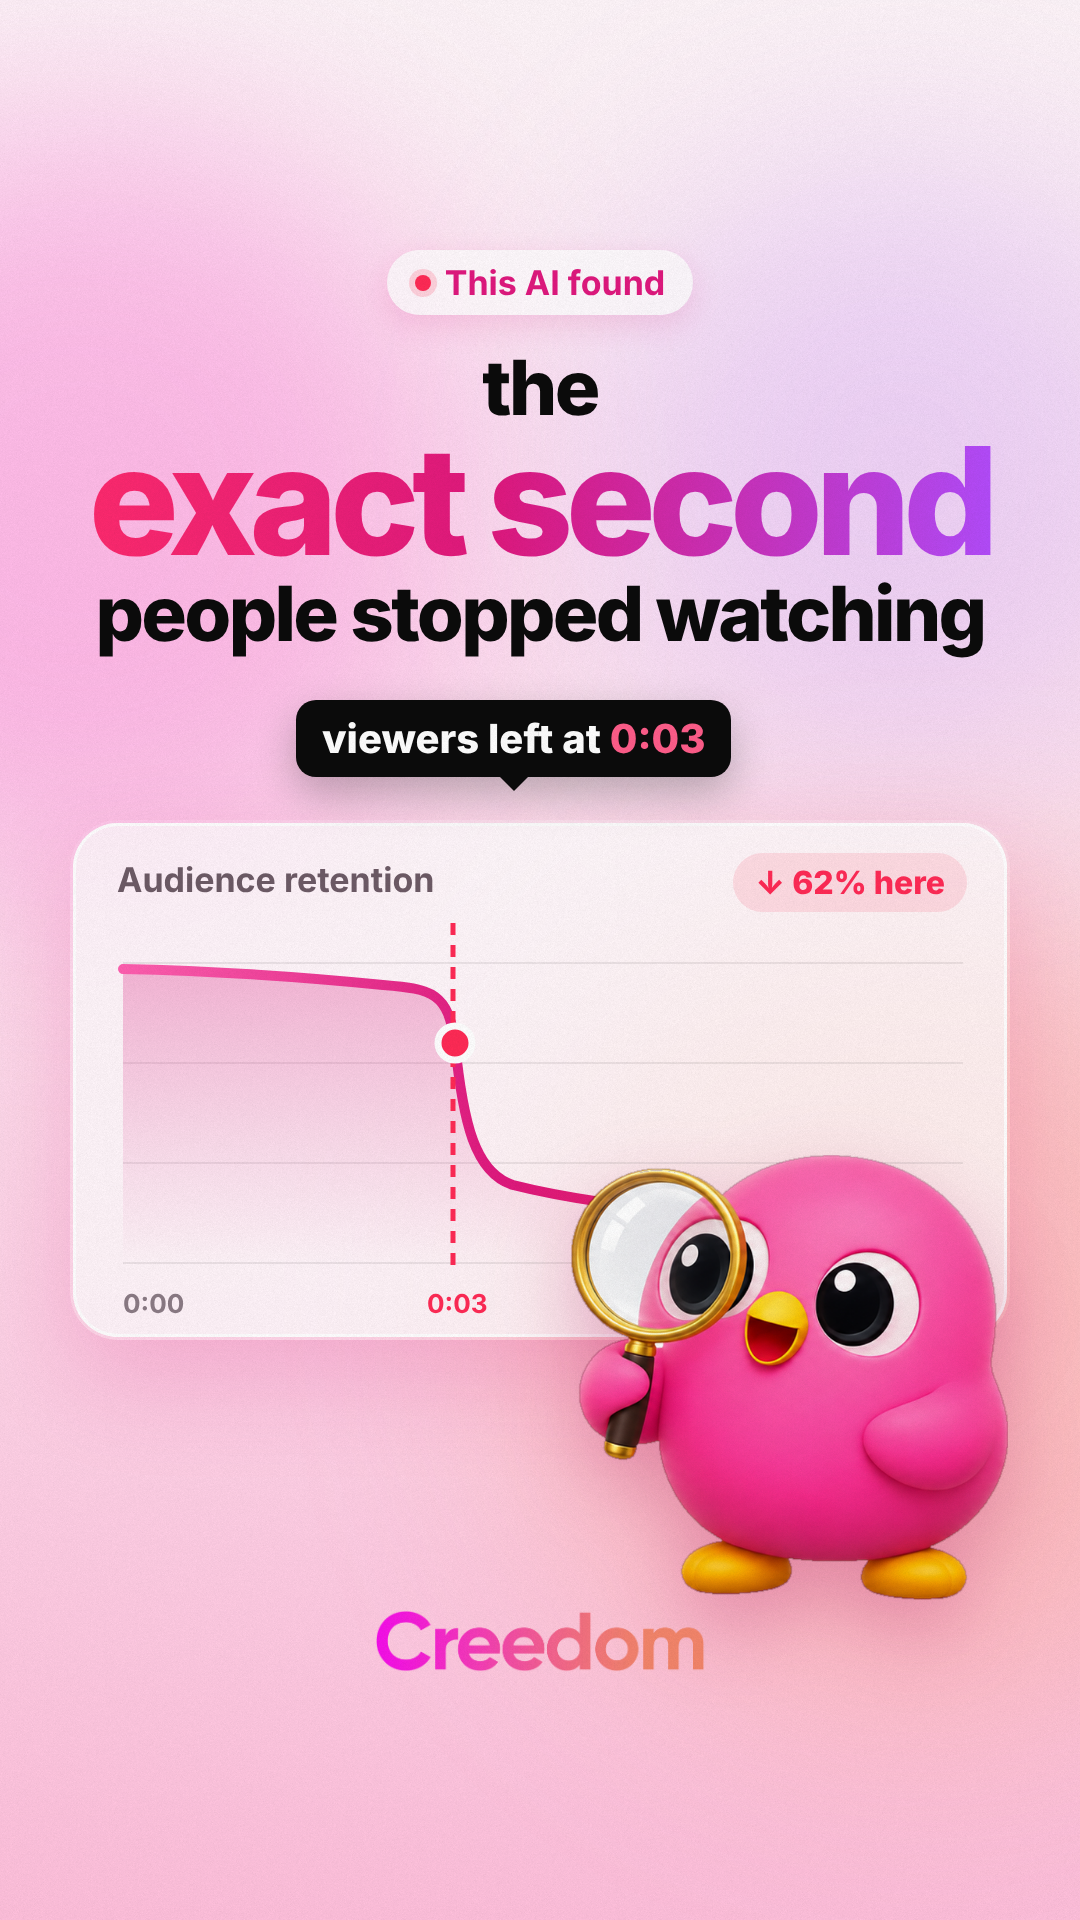 This AI found
the
exact second
people stopped watching
viewers left at 0:03
Audience retention
↓ 62% here
0:00
0:03
Creedom